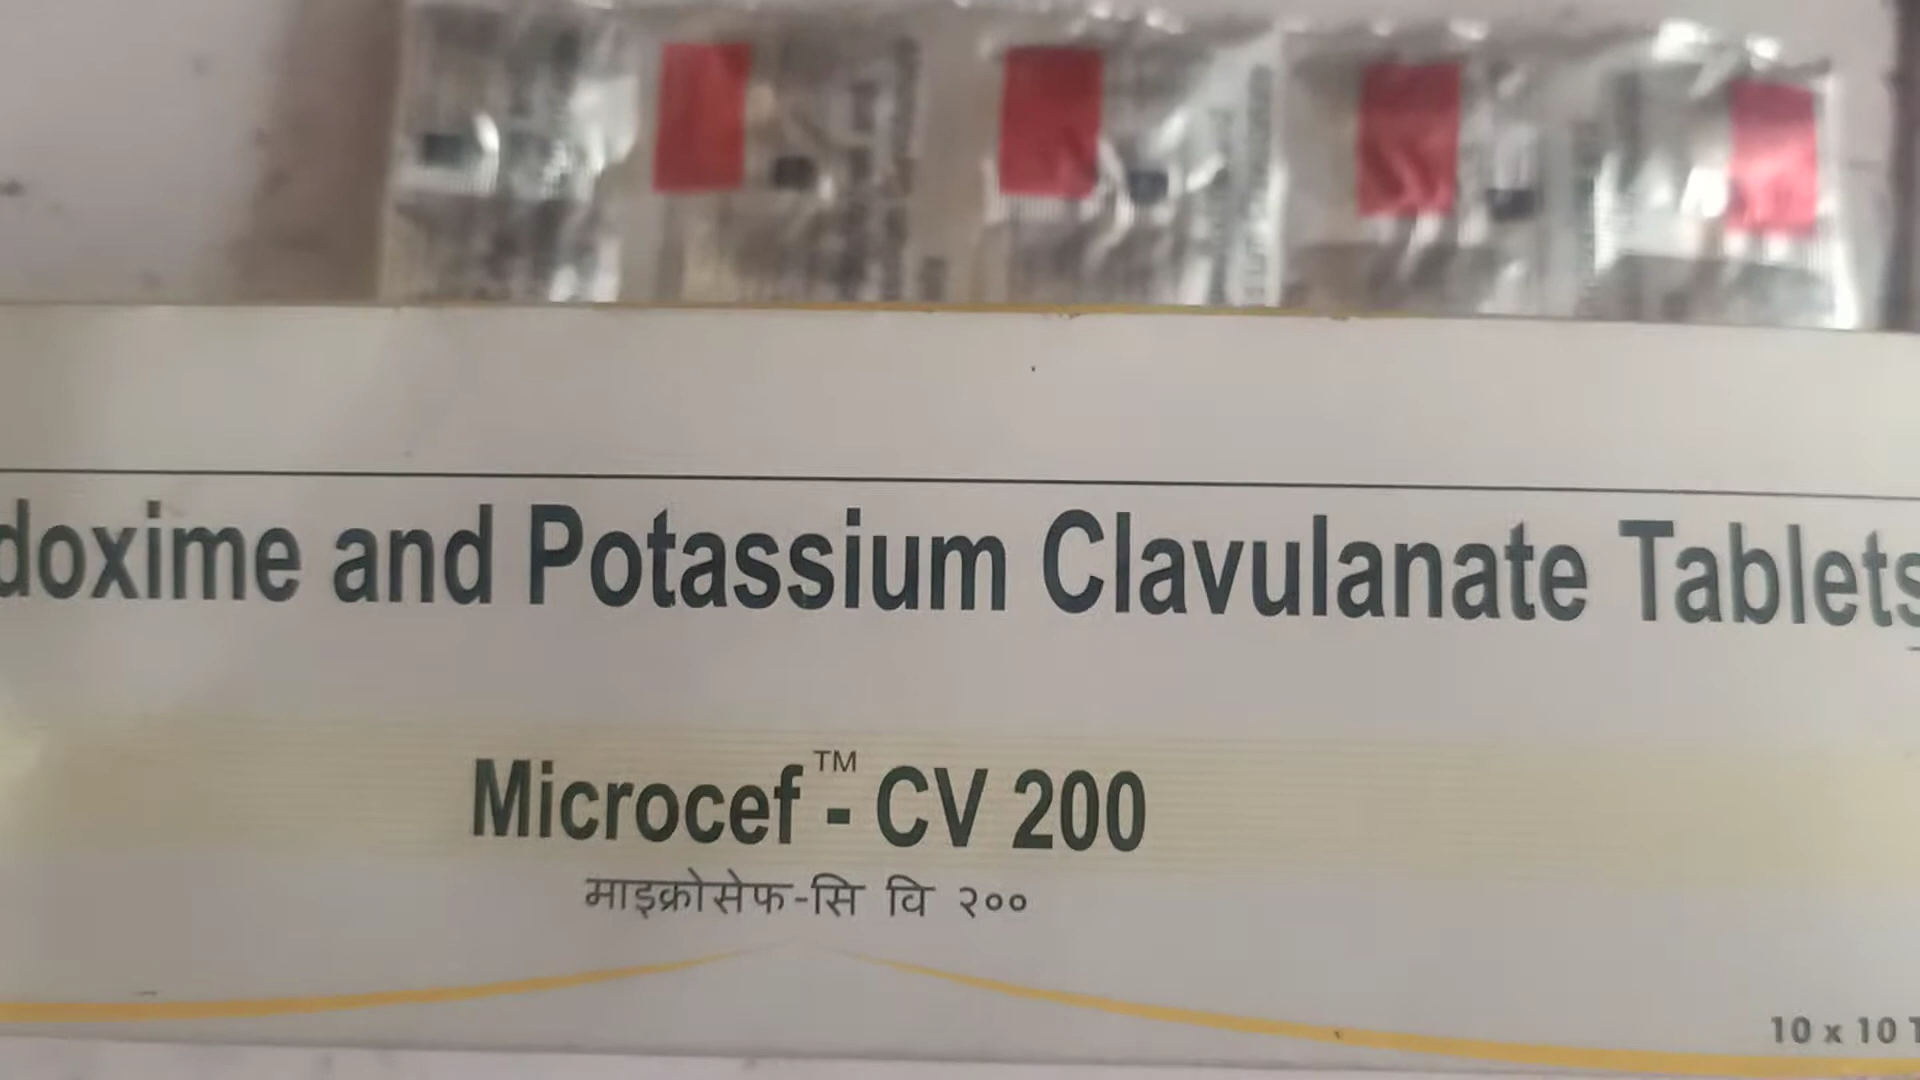 doxime and Potassium Clavulanate Tablets
Microcef™- CV 200
माइक्रोसेफ-सि वि २००
10 x 10 T